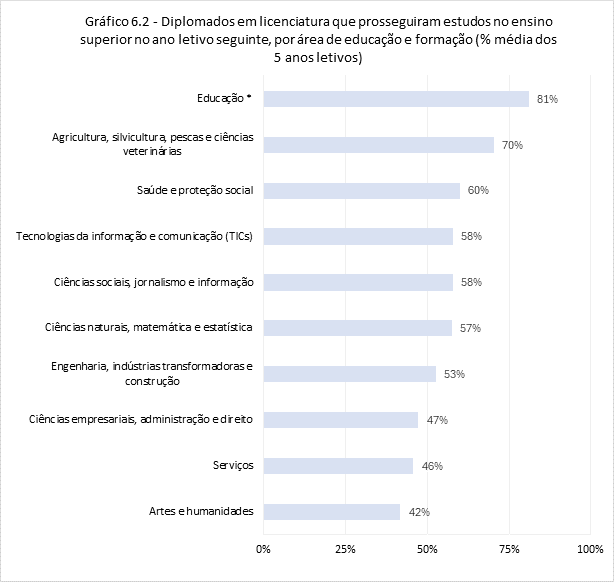 Gráfico 6.2 - Diplomados em licenciatura que prosseguiram estudos no ensino
superior no ano letivo seguinte, por área de educação e formação (% média dos
5 anos letivos)
Educação *
81%
Agricultura, silvicultura, pescas e ciências
veterinárias
70%
Saúde e proteção social
60%
Tecnologias da informação e comunicação (TICs)
58%
Ciências sociais, jornalismo e informação
58%
Ciências naturais, matemática e estatística
57%
Engenharia, indústrias transformadoras e
construção
53%
Ciências empresariais, administração e direito
47%
Serviços
46%
Artes e humanidades
42%
0% 25% 50% 75% 100%